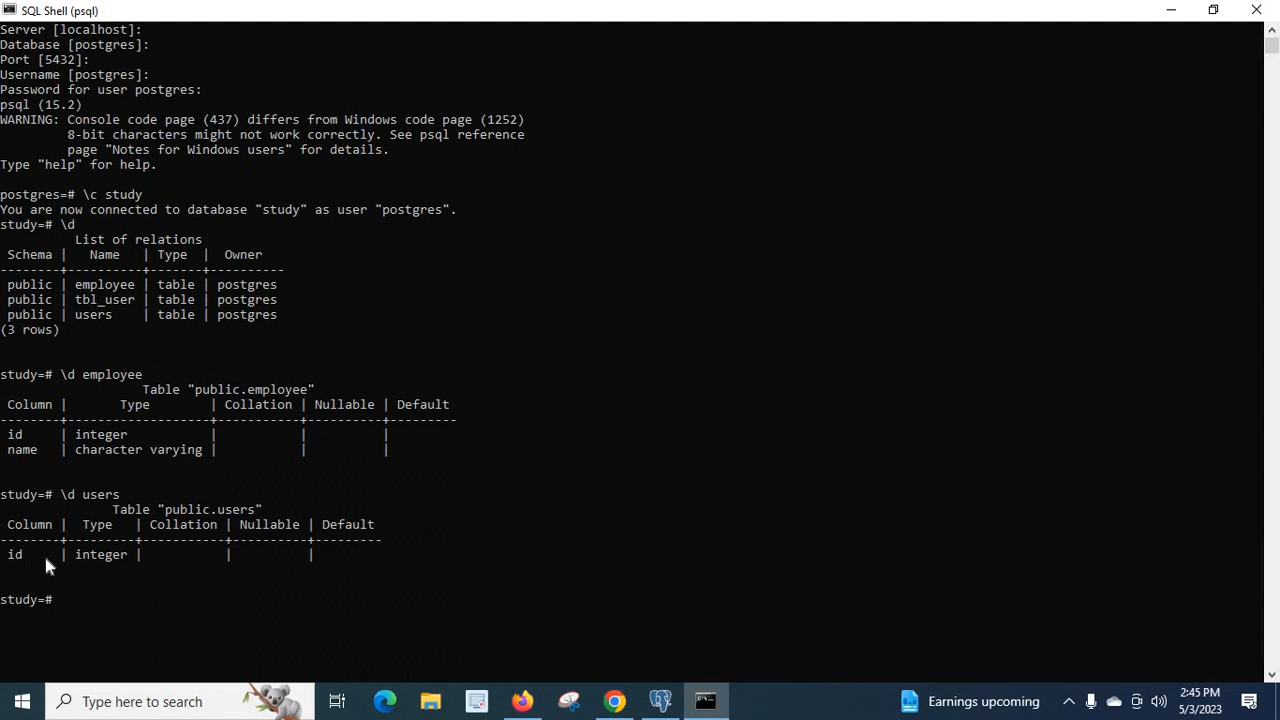 SQL Shell (psql)
Server [localhost]:
Database [postgres]:
Port [5432]:
Username [postgres]:
Password for user postgres:
psql (15.2)
WARNING: Console code page (437) differs from Windows code page (1252)
         8-bit characters might not work correctly. See psql reference
         page "Notes for Windows users" for details.
Type "help" for help.
postgres=# \c study
You are now connected to database "study" as user "postgres".
study=# \d
          List of relations
 Schema |   Name   | Type  |  Owner
--------+----------+-------+----------
 public | employee | table | postgres
 public | tbl_user | table | postgres
 public | users    | table | postgres
(3 rows)
study=# \d employee
                   Table "public.employee"
 Column |       Type        | Collation | Nullable | Default
--------+-------------------+-----------+----------+---------
 id     | integer           |           |          |
 name   | character varying |           |          |
study=# \d users
               Table "public.users"
 Column |  Type   | Collation | Nullable | Default
--------+---------+-----------+----------+---------
 id     | integer |           |          |
study=#
Type here to search
Earnings upcoming
2:45 PM
5/3/2023